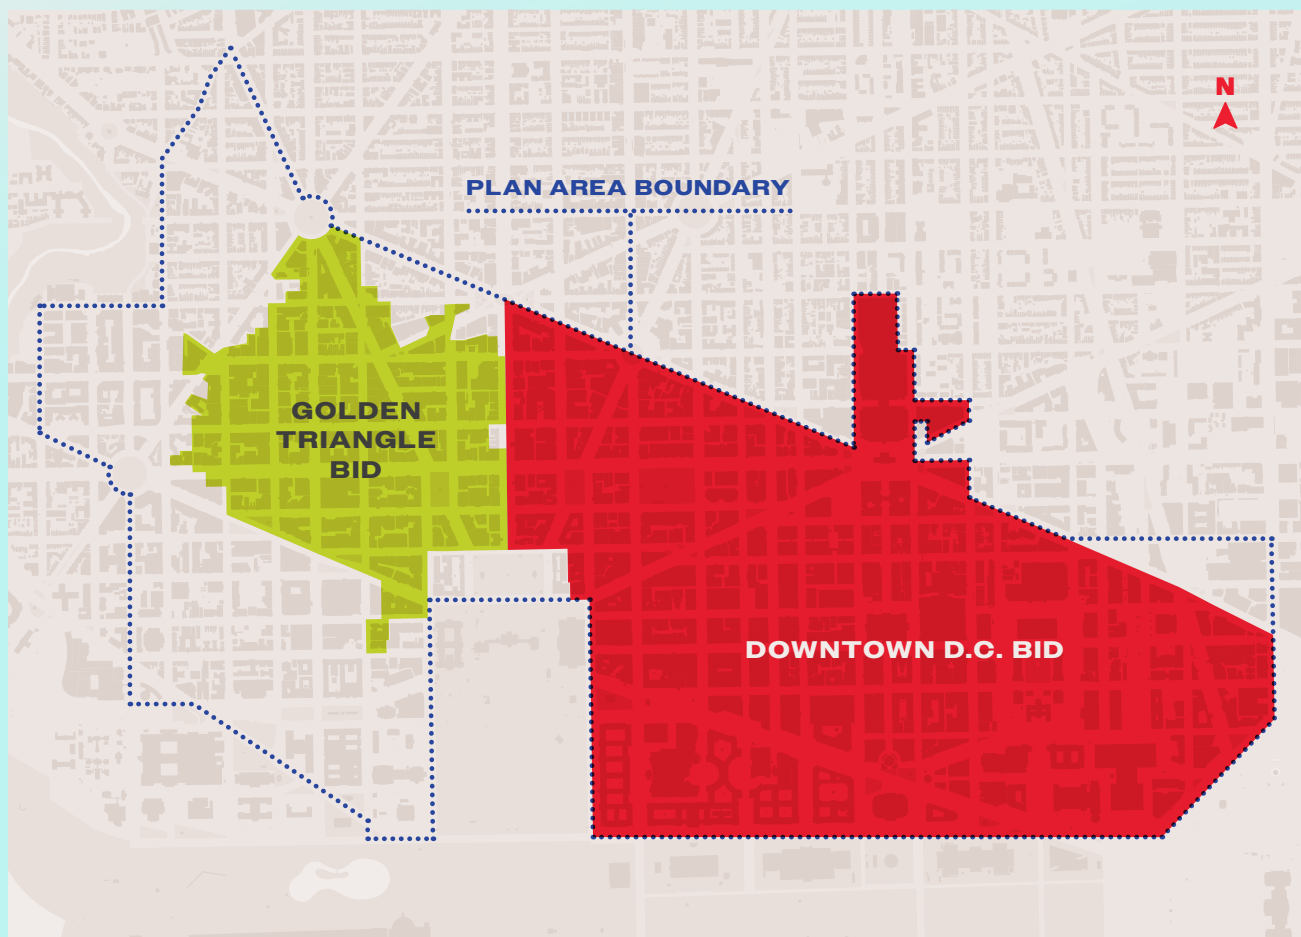 N
PLAN AREA BOUNDARY
GOLDEN
TRIANGLE
BID
DOWNTOWN D.C. BID